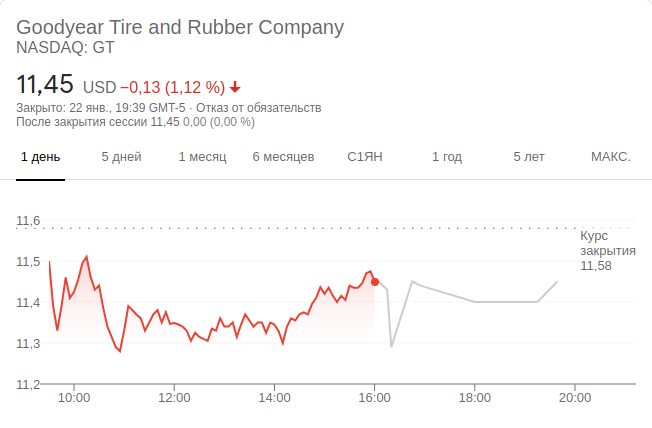 Goodyear Tire and Rubber Company
NASDAQ: GT
11,45 USD −0,13 (1,12 %)
Закрыто: 22 янв., 19:39 GMT-5 · Отказ от обязательств
После закрытия сессии 11,45 0,00 (0,00 %)
1 день 5 дней 1 месяц 6 месяцев С1ЯН 1 год 5 лет МАКС.
11,6
Курс
закрытия
11,58
11,5
11,4
11,3
11,2
10:00 12:00 14:00 16:00 18:00 20:00